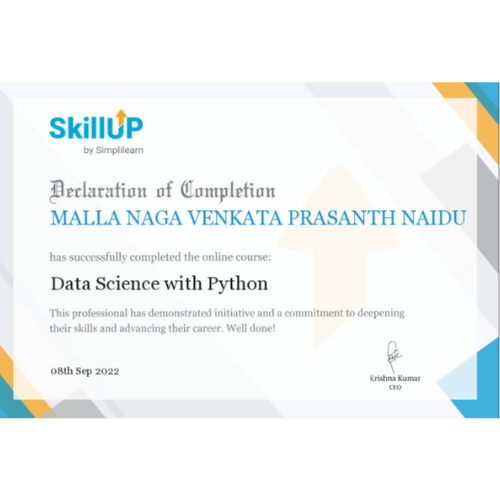 SkillUP
by Simplilearn
Declaration of Completion
MALLA NAGA VENKATA PRASANTH NAIDU
has successfully completed the online course:
Data Science with Python
This professional has demonstrated initiative and a commitment to deepening
their skills and advancing their career. Well done!
08th Sep 2022
Krishna Kumar
CEO